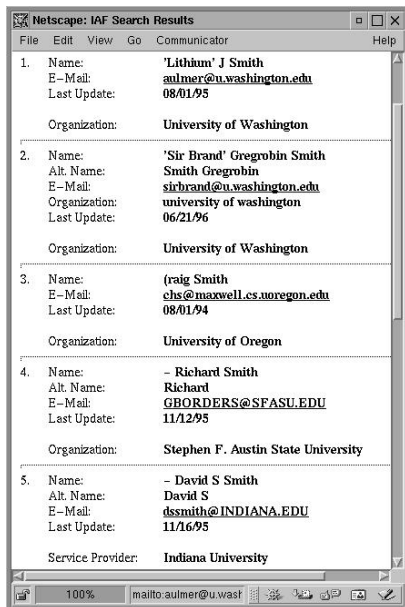 Netscape: IAF Search Results
File Edit View Go Communicator Help
1. Name: 'Lithium' J Smith
E-Mail: aulmer@u.washington.edu
Last Update: 08/01/95
Organization: University of Washington
2. Name: 'Sir Brand' Gregrobin Smith
Alt. Name: Smith Gregrobin
E-Mail: sirbrand@u.washington.edu
Organization: university of washington
Last Update: 06/21/96
Organization: University of Washington
3. Name: (raig Smith
E-Mail: chs@maxwell.cs.uoregon.edu
Last Update: 08/01/94
Organization: University of Oregon
4. Name: - Richard Smith
Alt. Name: Richard
E-Mail: GBORDERS@SFASU.EDU
Last Update: 11/12/95
Organization: Stephen F. Austin State University
5. Name: - David S Smith
Alt. Name: David S
E-Mail: dssmith@INDIANA.EDU
Last Update: 11/16/95
Service Provider: Indiana University
100% mailto:aulmer@u.wash